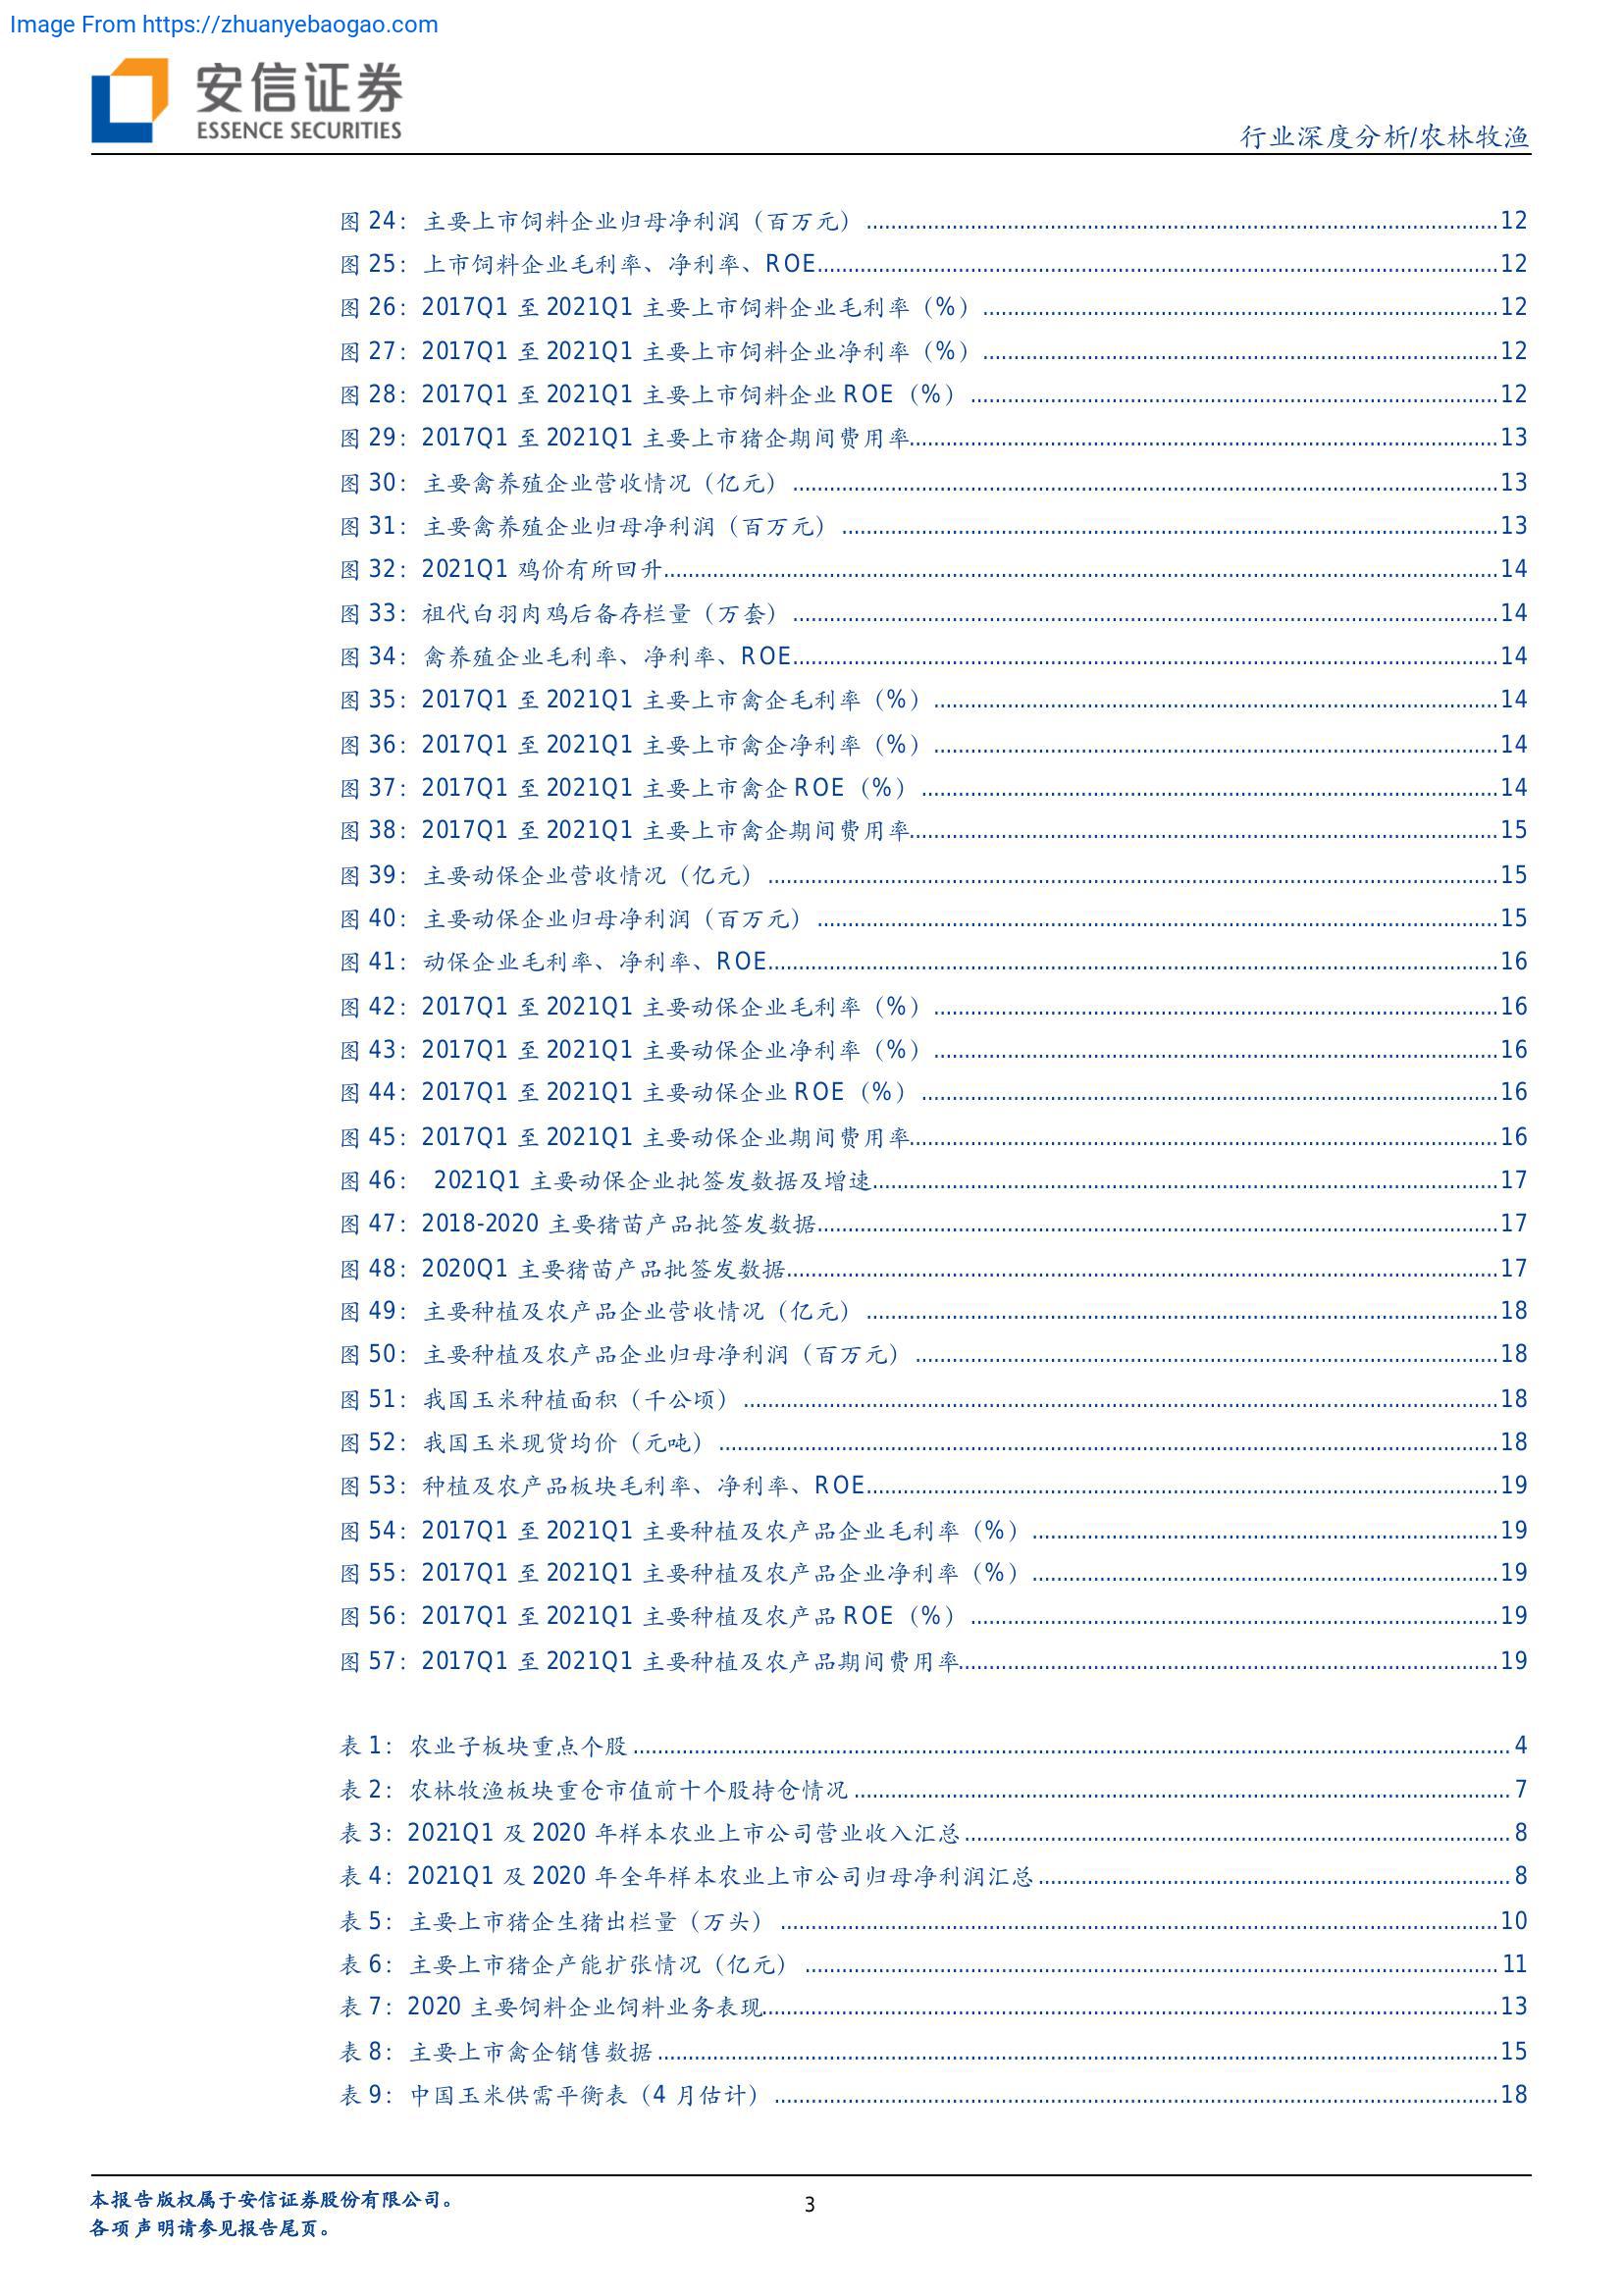 Image From https://zhuanyebaogao.com
安信证券
ESSENCE SECURITIES
行业深度分析/农林牧渔
图 24：主要上市饲料企业归母净利润（百万元）12
图 25：上市饲料企业毛利率、净利率、ROE12
图 26：2017Q1 至 2021Q1 主要上市饲料企业毛利率（%）12
图 27：2017Q1 至 2021Q1 主要上市饲料企业净利率（%）12
图 28：2017Q1 至 2021Q1 主要上市饲料企业 ROE（%）12
图 29：2017Q1 至 2021Q1 主要上市猪企期间费用率13
图 30：主要禽养殖企业营收情况（亿元）13
图 31：主要禽养殖企业归母净利润（百万元）13
图 32：2021Q1 鸡价有所回升14
图 33：祖代白羽肉鸡后备存栏量（万套）14
图 34：禽养殖企业毛利率、净利率、ROE14
图 35：2017Q1 至 2021Q1 主要上市禽企毛利率（%）14
图 36：2017Q1 至 2021Q1 主要上市禽企净利率（%）14
图 37：2017Q1 至 2021Q1 主要上市禽企 ROE（%）14
图 38：2017Q1 至 2021Q1 主要上市禽企期间费用率15
图 39：主要动保企业营收情况（亿元）15
图 40：主要动保企业归母净利润（百万元）15
图 41：动保企业毛利率、净利率、ROE16
图 42：2017Q1 至 2021Q1 主要动保企业毛利率（%）16
图 43：2017Q1 至 2021Q1 主要动保企业净利率（%）16
图 44：2017Q1 至 2021Q1 主要动保企业 ROE（%）16
图 45：2017Q1 至 2021Q1 主要动保企业期间费用率16
图 46： 2021Q1 主要动保企业批签发数据及增速17
图 47：2018-2020 主要猪苗产品批签发数据17
图 48：2020Q1 主要猪苗产品批签发数据17
图 49：主要种植及农产品企业营收情况（亿元）18
图 50：主要种植及农产品企业归母净利润（百万元）18
图 51：我国玉米种植面积（千公顷）18
图 52：我国玉米现货均价（元吨）18
图 53：种植及农产品板块毛利率、净利率、ROE19
图 54：2017Q1 至 2021Q1 主要种植及农产品企业毛利率（%）19
图 55：2017Q1 至 2021Q1 主要种植及农产品企业净利率（%）19
图 56：2017Q1 至 2021Q1 主要种植及农产品 ROE（%）19
图 57：2017Q1 至 2021Q1 主要种植及农产品期间费用率19
表 1：农业子板块重点个股4
表 2：农林牧渔板块重仓市值前十个股持仓情况7
表 3：2021Q1 及 2020 年样本农业上市公司营业收入汇总8
表 4：2021Q1 及 2020 年全年样本农业上市公司归母净利润汇总8
表 5：主要上市猪企生猪出栏量（万头）10
表 6：主要上市猪企产能扩张情况（亿元）11
表 7：2020 主要饲料企业饲料业务表现13
表 8：主要上市禽企销售数据15
表 9：中国玉米供需平衡表（4 月估计）18
本报告版权属于安信证券股份有限公司。
各项声明请参见报告尾页。
3